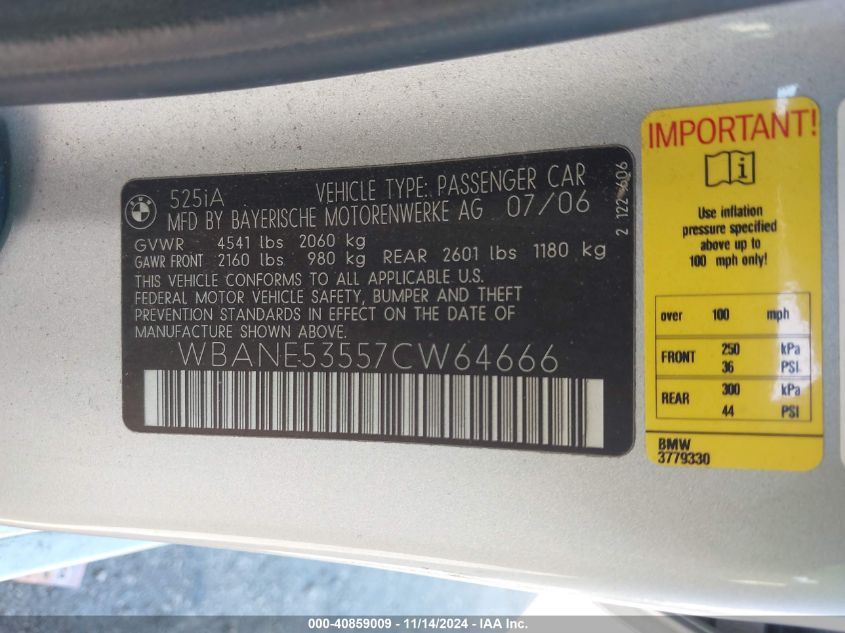 BMW
525iA VEHICLE TYPE: PASSENGER CAR
MFD BY BAYERISCHE MOTORENWERKE AG 07/06
GVWR 4541 lbs 2060 kg
GAWR FRONT 2160 lbs 980 kg REAR 2601 lbs 1180 kg
THIS VEHICLE CONFORMS TO ALL APPLICABLE U.S.
FEDERAL MOTOR VEHICLE SAFETY, BUMPER AND THEFT
PREVENTION STANDARDS IN EFFECT ON THE DATE OF
MANUFACTURE SHOWN ABOVE.
WBANE53557CW64666
2 122 606
IMPORTANT!
i
Use inflation
pressure specified
above up to
100 mph only!
over 100 mph
FRONT 250 kPa
36 PSI
REAR 300 kPa
44 PSI
BMW
3779330
000-40859009 - 11/14/2024 - IAA Inc.